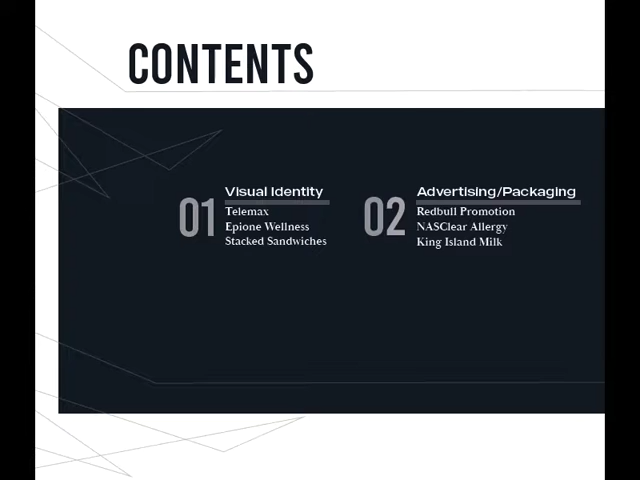 CONTENTS
01
Visual Identity
Telemax
Epione Wellness
Stacked Sandwiches
02
Advertising/Packaging
Redbull Promotion
NASClear Allergy
King Island Milk